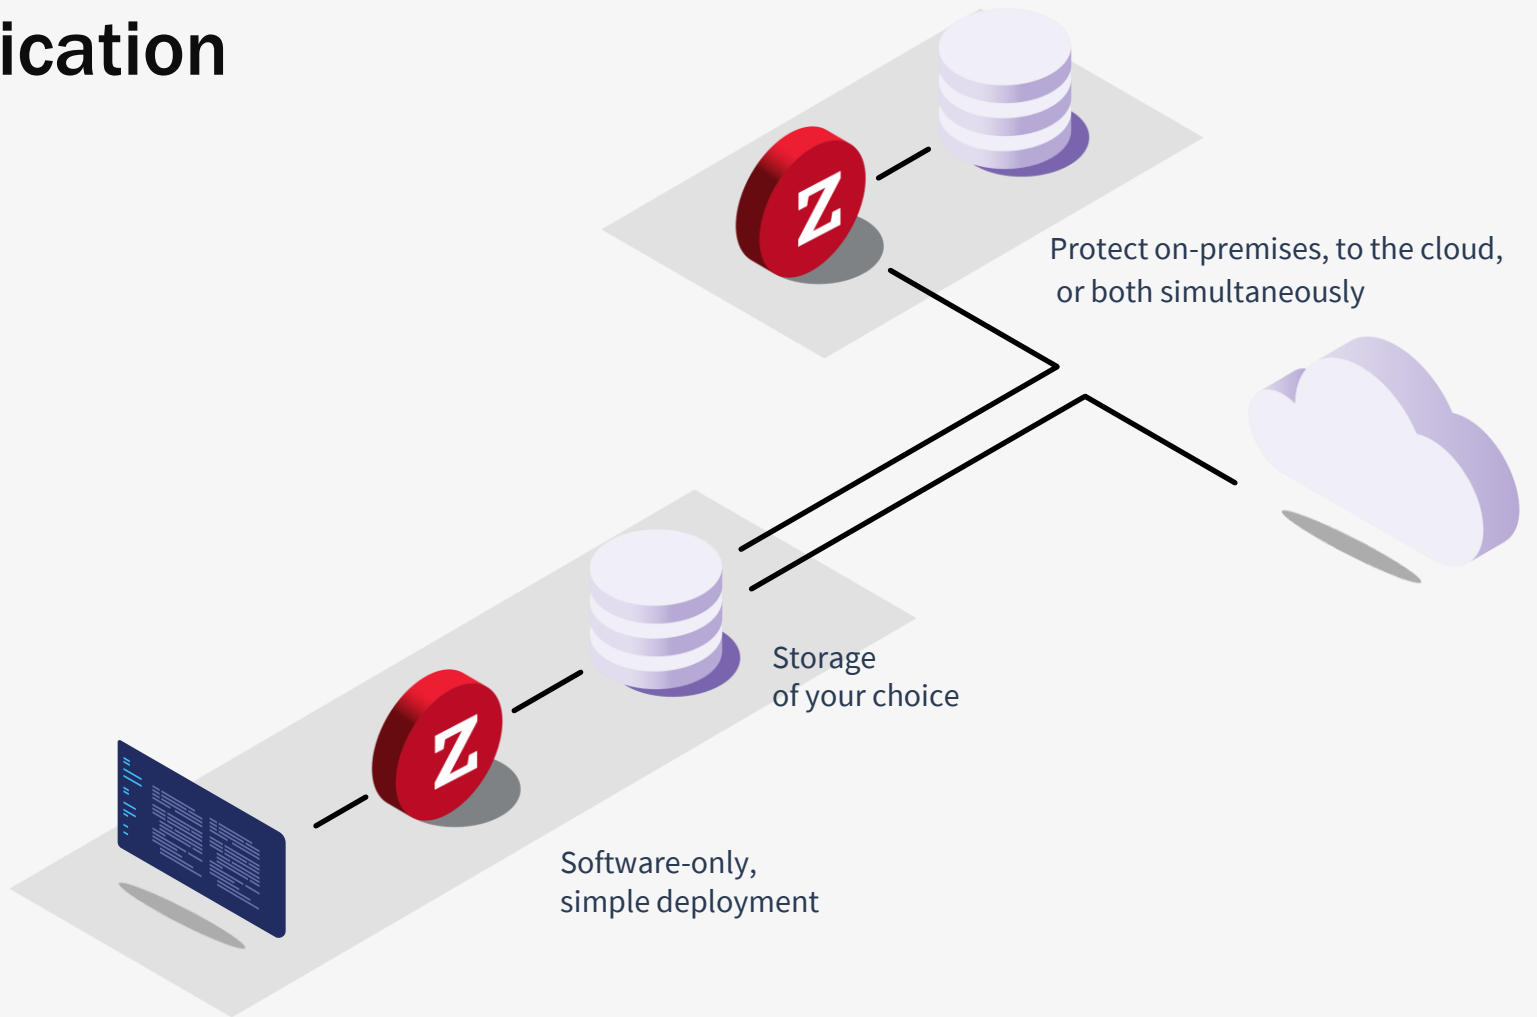 ication
Z
Protect on-premises, to the cloud,
or both simultaneously
Storage
of your choice
Z
Software-only,
simple deployment